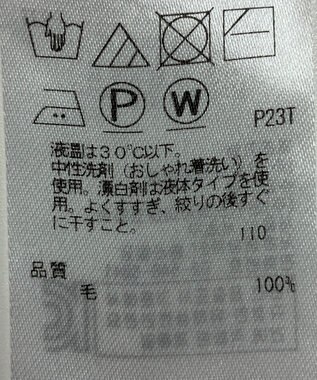 P
W
P23T
液温は30℃以下。
中性洗剤（おしゃれ着洗い）を
使用。漂白剤は液体タイプを使
用。よくすすぎ、絞りの後すぐ
に干すこと。
110
品質
毛 100%